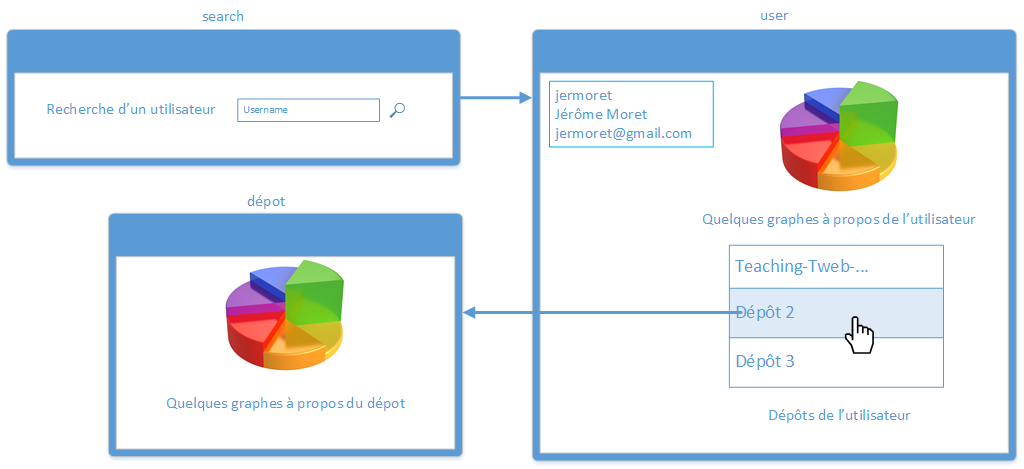 search
Recherche d'un utilisateur
Username
user
jermoret
Jérôme Moret
jermoret@gmail.com
Quelques graphes à propos de l'utilisateur
Teaching-Tweb-...
Dépôt 2
Dépôt 3
Dépôts de l'utilisateur
dépot
Quelques graphes à propos du dépot